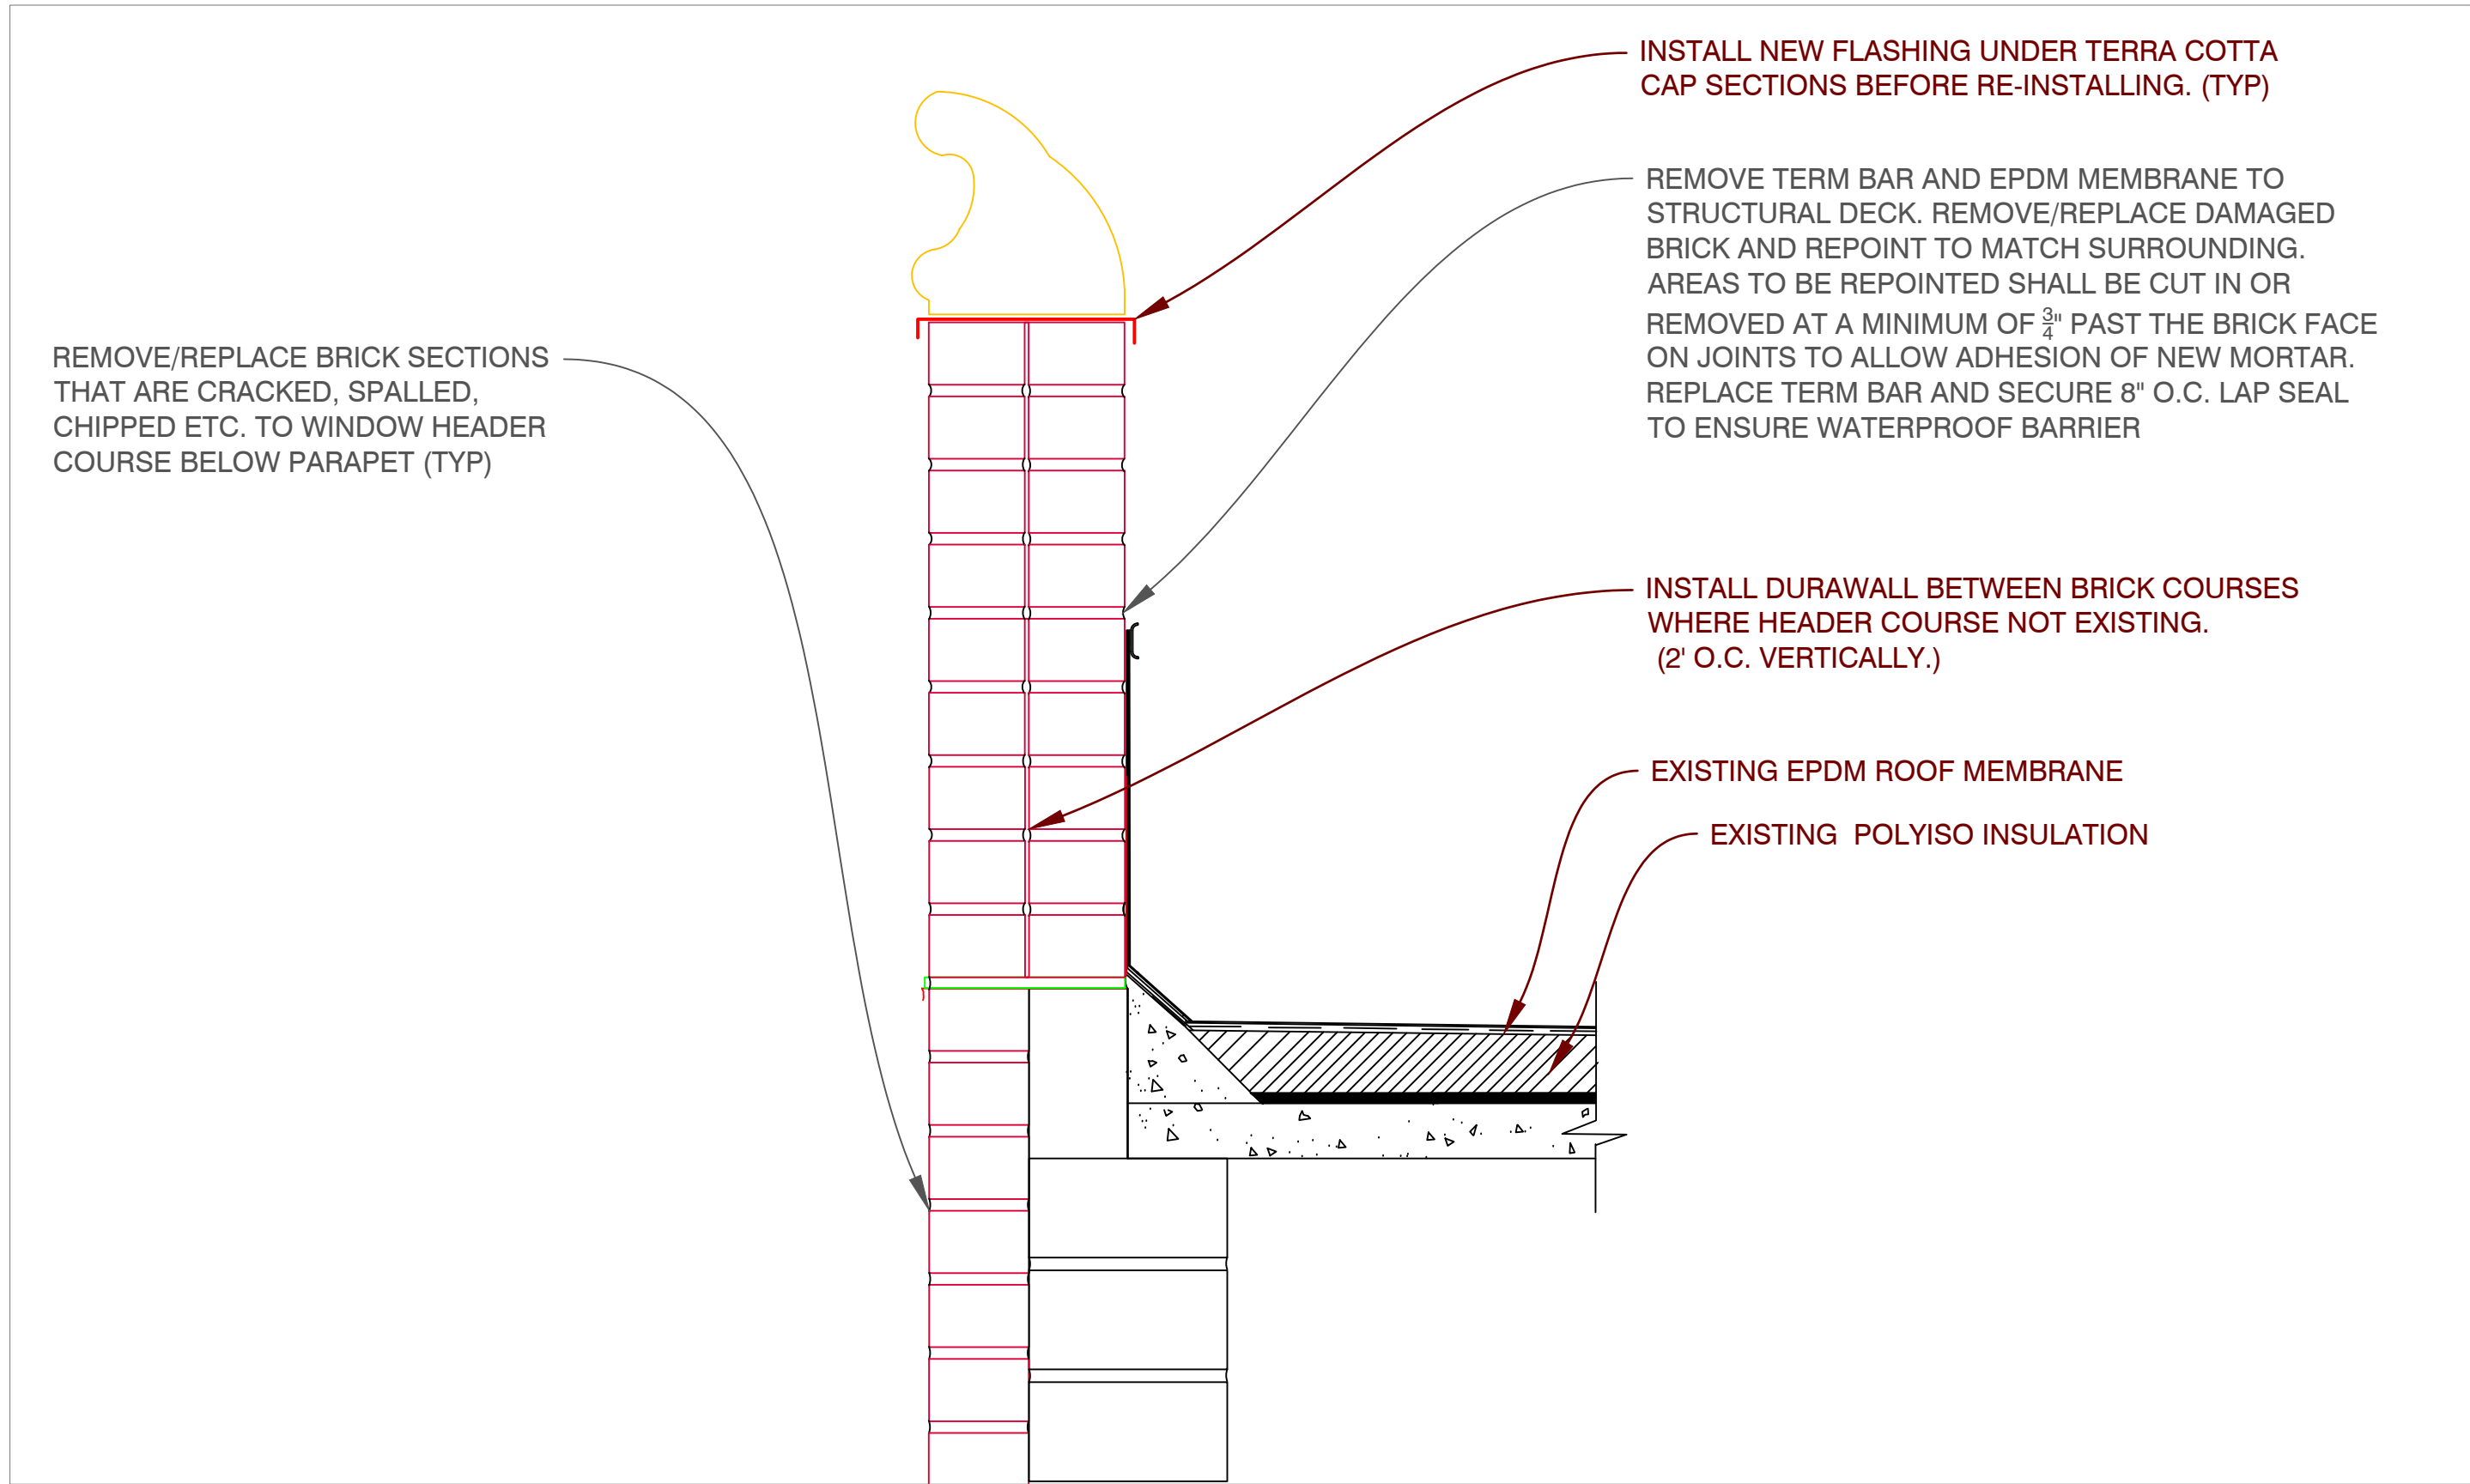 INSTALL NEW FLASHING UNDER TERRA COTTA
CAP SECTIONS BEFORE RE-INSTALLING. (TYP)
REMOVE TERM BAR AND EPDM MEMBRANE TO
STRUCTURAL DECK. REMOVE/REPLACE DAMAGED
BRICK AND REPOINT TO MATCH SURROUNDING.
AREAS TO BE REPOINTED SHALL BE CUT IN OR
REMOVED AT A MINIMUM OF 3/4" PAST THE BRICK FACE
ON JOINTS TO ALLOW ADHESION OF NEW MORTAR.
REPLACE TERM BAR AND SECURE 8" O.C. LAP SEAL
TO ENSURE WATERPROOF BARRIER
REMOVE/REPLACE BRICK SECTIONS
THAT ARE CRACKED, SPALLED,
CHIPPED ETC. TO WINDOW HEADER
COURSE BELOW PARAPET (TYP)
INSTALL DURAWALL BETWEEN BRICK COURSES
WHERE HEADER COURSE NOT EXISTING.
(2' O.C. VERTICALLY.)
EXISTING EPDM ROOF MEMBRANE
EXISTING POLYISO INSULATION